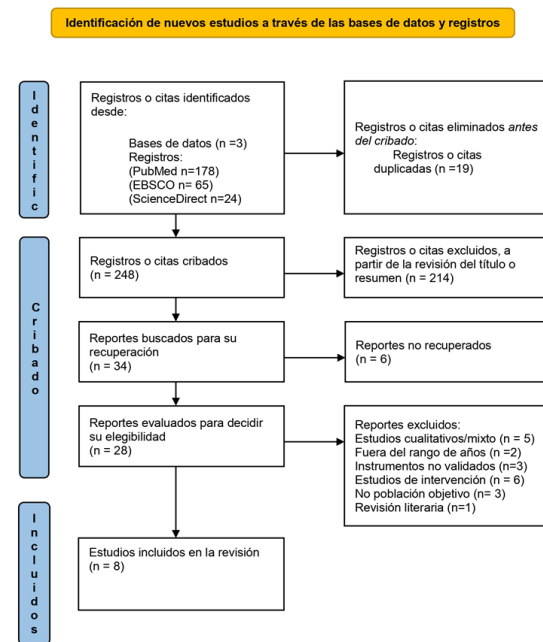 Identificación de nuevos estudios a través de las bases de datos y registros
Identific
Registros o citas identificados
desde:
Bases de datos (n =3)
Registros:
(PubMed n=178)
(EBSCO n= 65)
(ScienceDirect n=24)
Registros o citas eliminados antes
del cribado:
Registros o citas
duplicadas (n =19)
Cribado
Registros o citas cribados
(n = 248)
Registros o citas excluidos, a
partir de la revisión del título o
resumen (n = 214)
Reportes buscados para su
recuperación
(n = 34)
Reportes no recuperados
(n = 6)
Reportes evaluados para decidir
su elegibilidad
(n = 28)
Reportes excluidos:
Estudios cualitativos/mixto (n = 5)
Fuera del rango de años (n =2)
Instrumentos no validados (n=3)
Estudios de intervención (n = 6)
No población objetivo (n= 3)
Revisión literaria (n=1)
Incluidos
Estudios incluidos en la revisión
(n = 8)